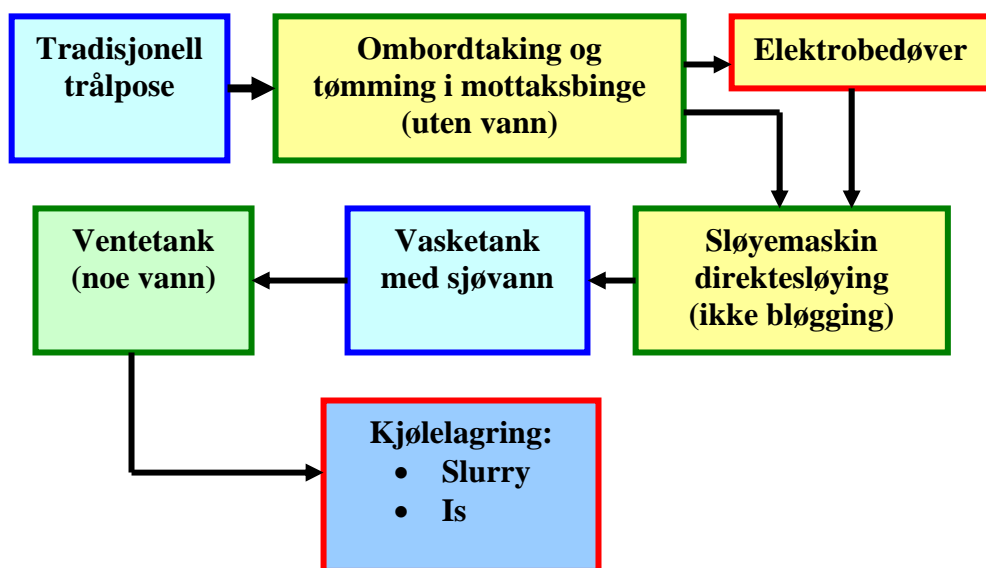 Tradisjonell
trålpose
Ombordtaking og
tømming i mottaksbinge
(uten vann)
Elektrobedøver
Ventetank
(noe vann)
Vasketank
med sjøvann
Sløyemaskin
direktesløying
(ikke bløgging)
Kjølelagring:
• Slurry
• Is